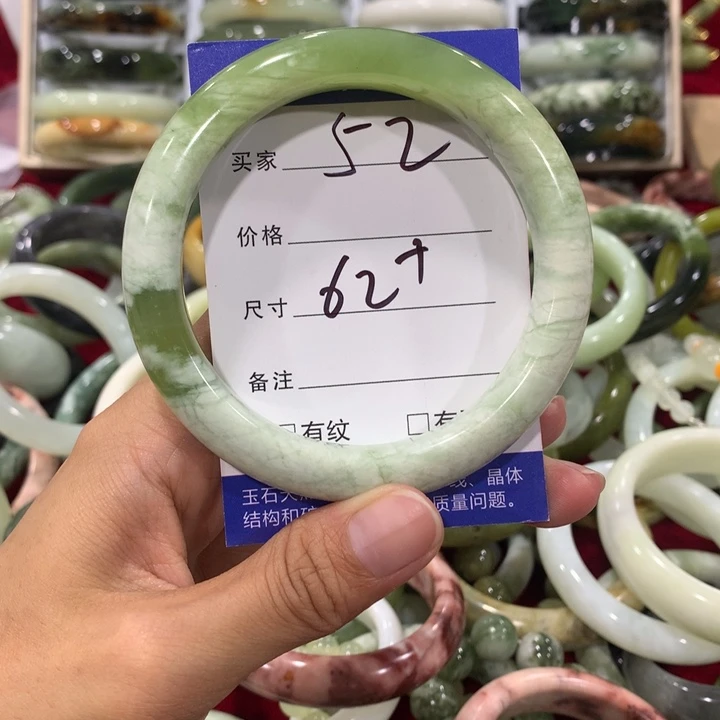 买家 52
价格
尺寸 62+
备注
有纹 □有
玉石天 晶体
结构和 质量问题。